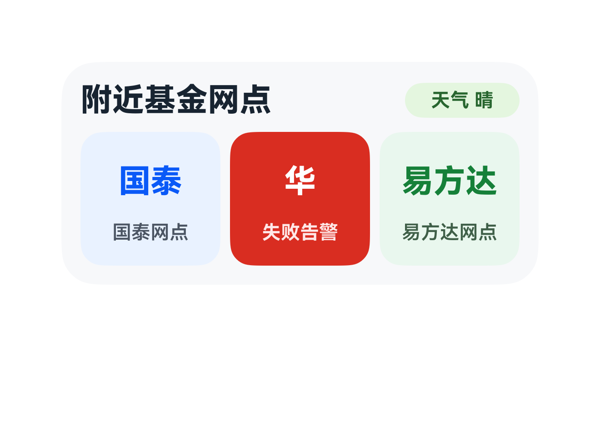 附近基金网点
天气 晴
国泰
华
易方达
国泰网点
失败告警
易方达网点